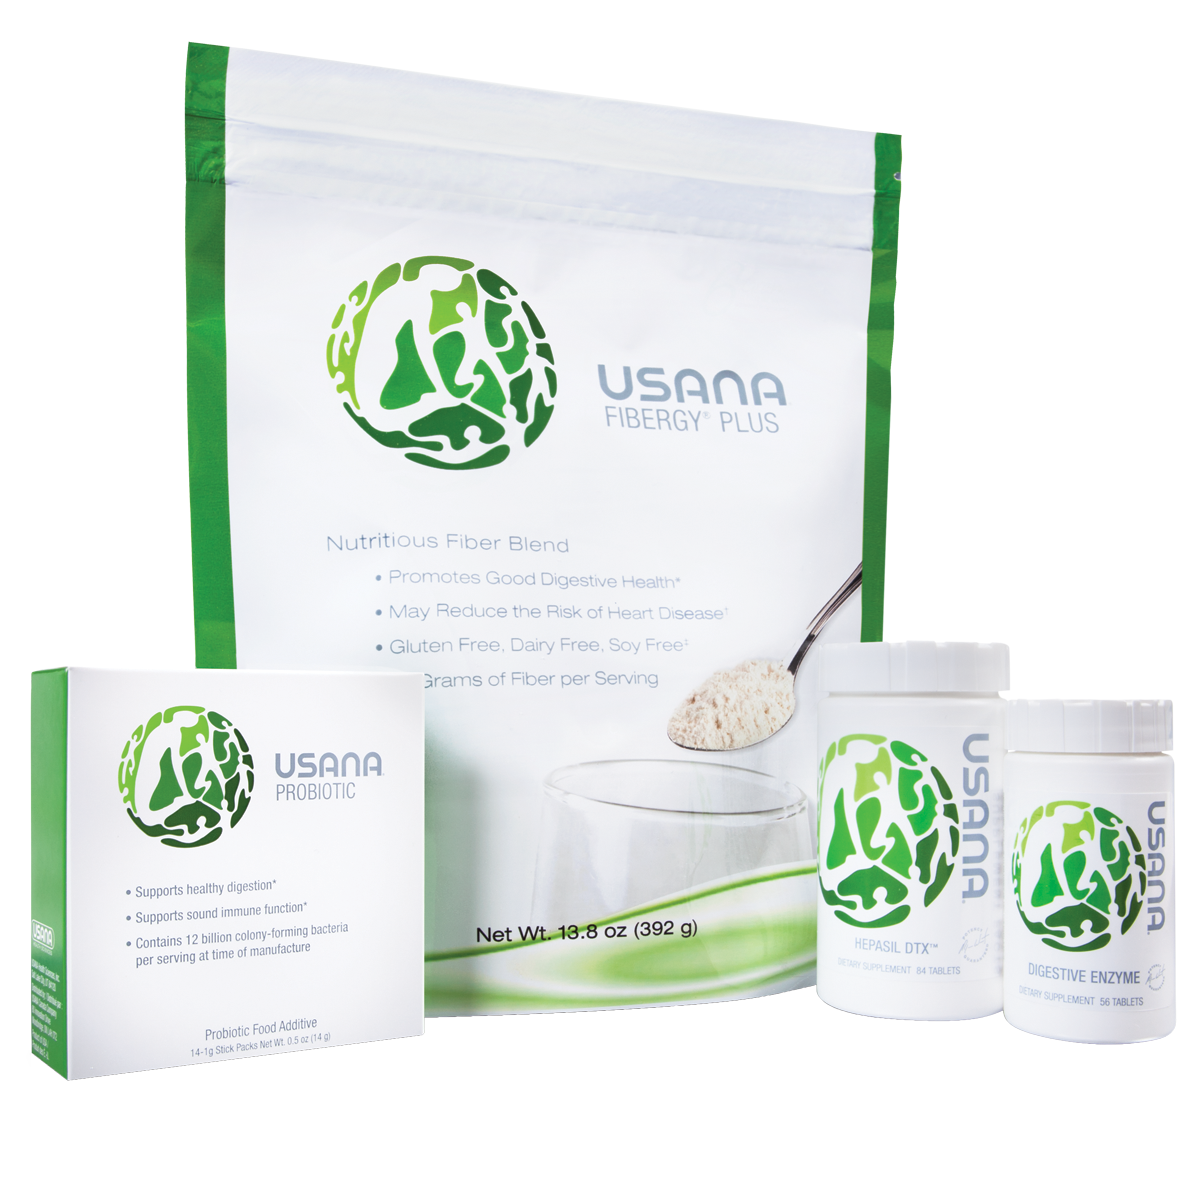 USANA
FIBERGY® PLUS
Nutritious Fiber Blend
• Promotes Good Digestive Health*
• May Reduce the Risk of Heart Disease†
• Gluten Free, Dairy Free, Soy Free‡
Grams of Fiber per Serving
Net Wt. 13.8 oz (392 g)
USANA
PROBIOTIC
• Supports healthy digestion*
• Supports sound immune function*
• Contains 12 billion colony-forming bacteria
per serving at time of manufacture
Probiotic Food Additive
14-1g Stick Packs Net Wt. 0.5 oz (14 g)
USANA
USANA Health Sciences, Inc.
USANA
HEPASIL DTX™
DIETARY SUPPLEMENT 84 TABLETS
USANA
DIGESTIVE ENZYME
DIETARY SUPPLEMENT 56 TABLETS